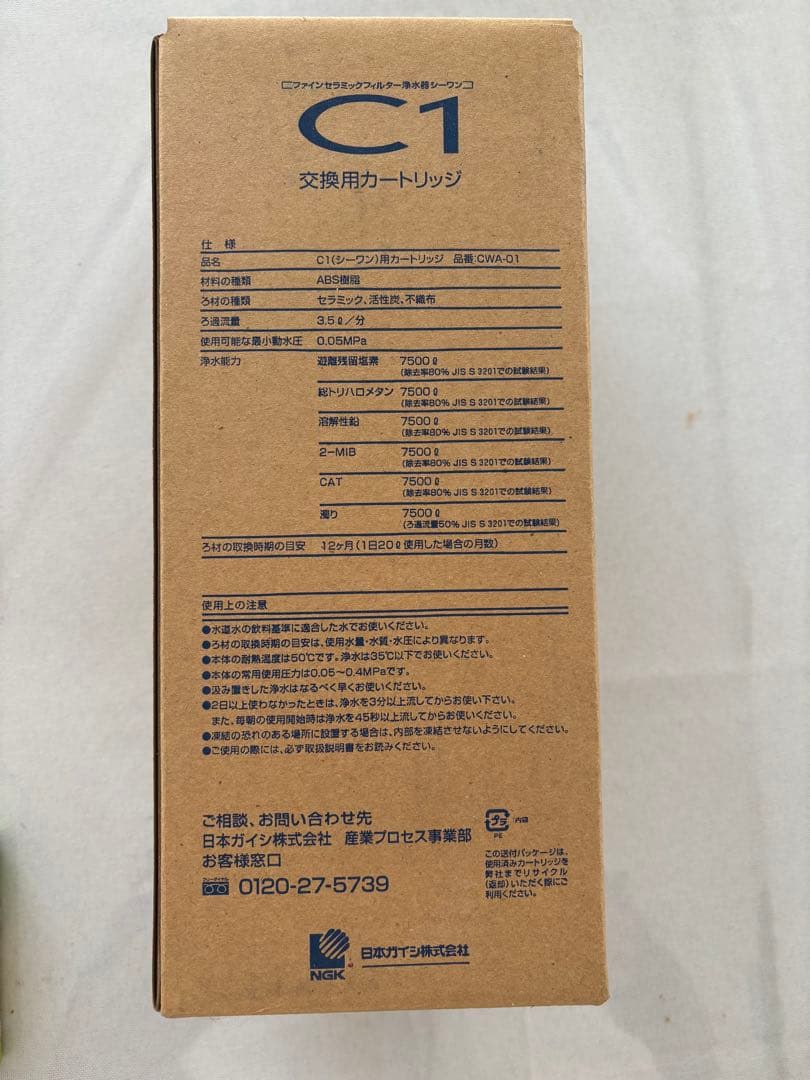 ファインセラミックフィルター浄水器シーワン
C1
交換用カートリッジ
仕様
品名 C1(シーワン)用カートリッジ 品番:CWA-01
材料の種類 ABS樹脂
ろ材の種類 セラミック、活性炭、不織布
ろ過流量 3.5ℓ/分
使用可能な最小動水圧 0.05MPa
浄水能力 遊離残留塩素 7500ℓ
(除去率80% JIS S 3201での試験結果)
総トリハロメタン 7500ℓ
(除去率80% JIS S 3201での試験結果)
溶解性鉛 7500ℓ
(除去率80% JIS S 3201での試験結果)
2-MIB 7500ℓ
(除去率80% JIS S 3201での試験結果)
CAT 7500ℓ
(除去率80% JIS S 3201での試験結果)
濁り 7500ℓ
(ろ過流量50% JIS S 3201での試験結果)
ろ材の取換時期の目安 12ヶ月(1日20ℓ使用した場合の月数)
使用上の注意
●水道水の飲料基準に適合した水でお使いください。
●ろ材の取換時期の目安は、使用水量・水質・水圧により異なります。
●本体の耐熱温度は50℃です。浄水は35℃以下でお使いください。
●本体の常用使用圧力は0.05〜0.4MPaです。
●汲み置きした浄水はなるべく早くお使いください。
●2日以上使わなかったときは、浄水を3分以上流してからお使い下さい。
また、毎朝の使用開始時は浄水を45秒以上流してからお使いください。
●凍結の恐れのある場所に設置する場合は、内部を凍結させないようにしてください。
●ご使用の際には、必ず取扱説明書をお読みください。
ご相談、お問い合わせ先
日本ガイシ株式会社 産業プロセス事業部
お客様窓口
フリーダイヤル 0120-27-5739
プラ 内袋
PE
この送付パッケージは、
使用済みカートリッジを
弊社までリサイクル
(返却)いただく際にご
利用ください。
NGK 日本ガイシ株式会社